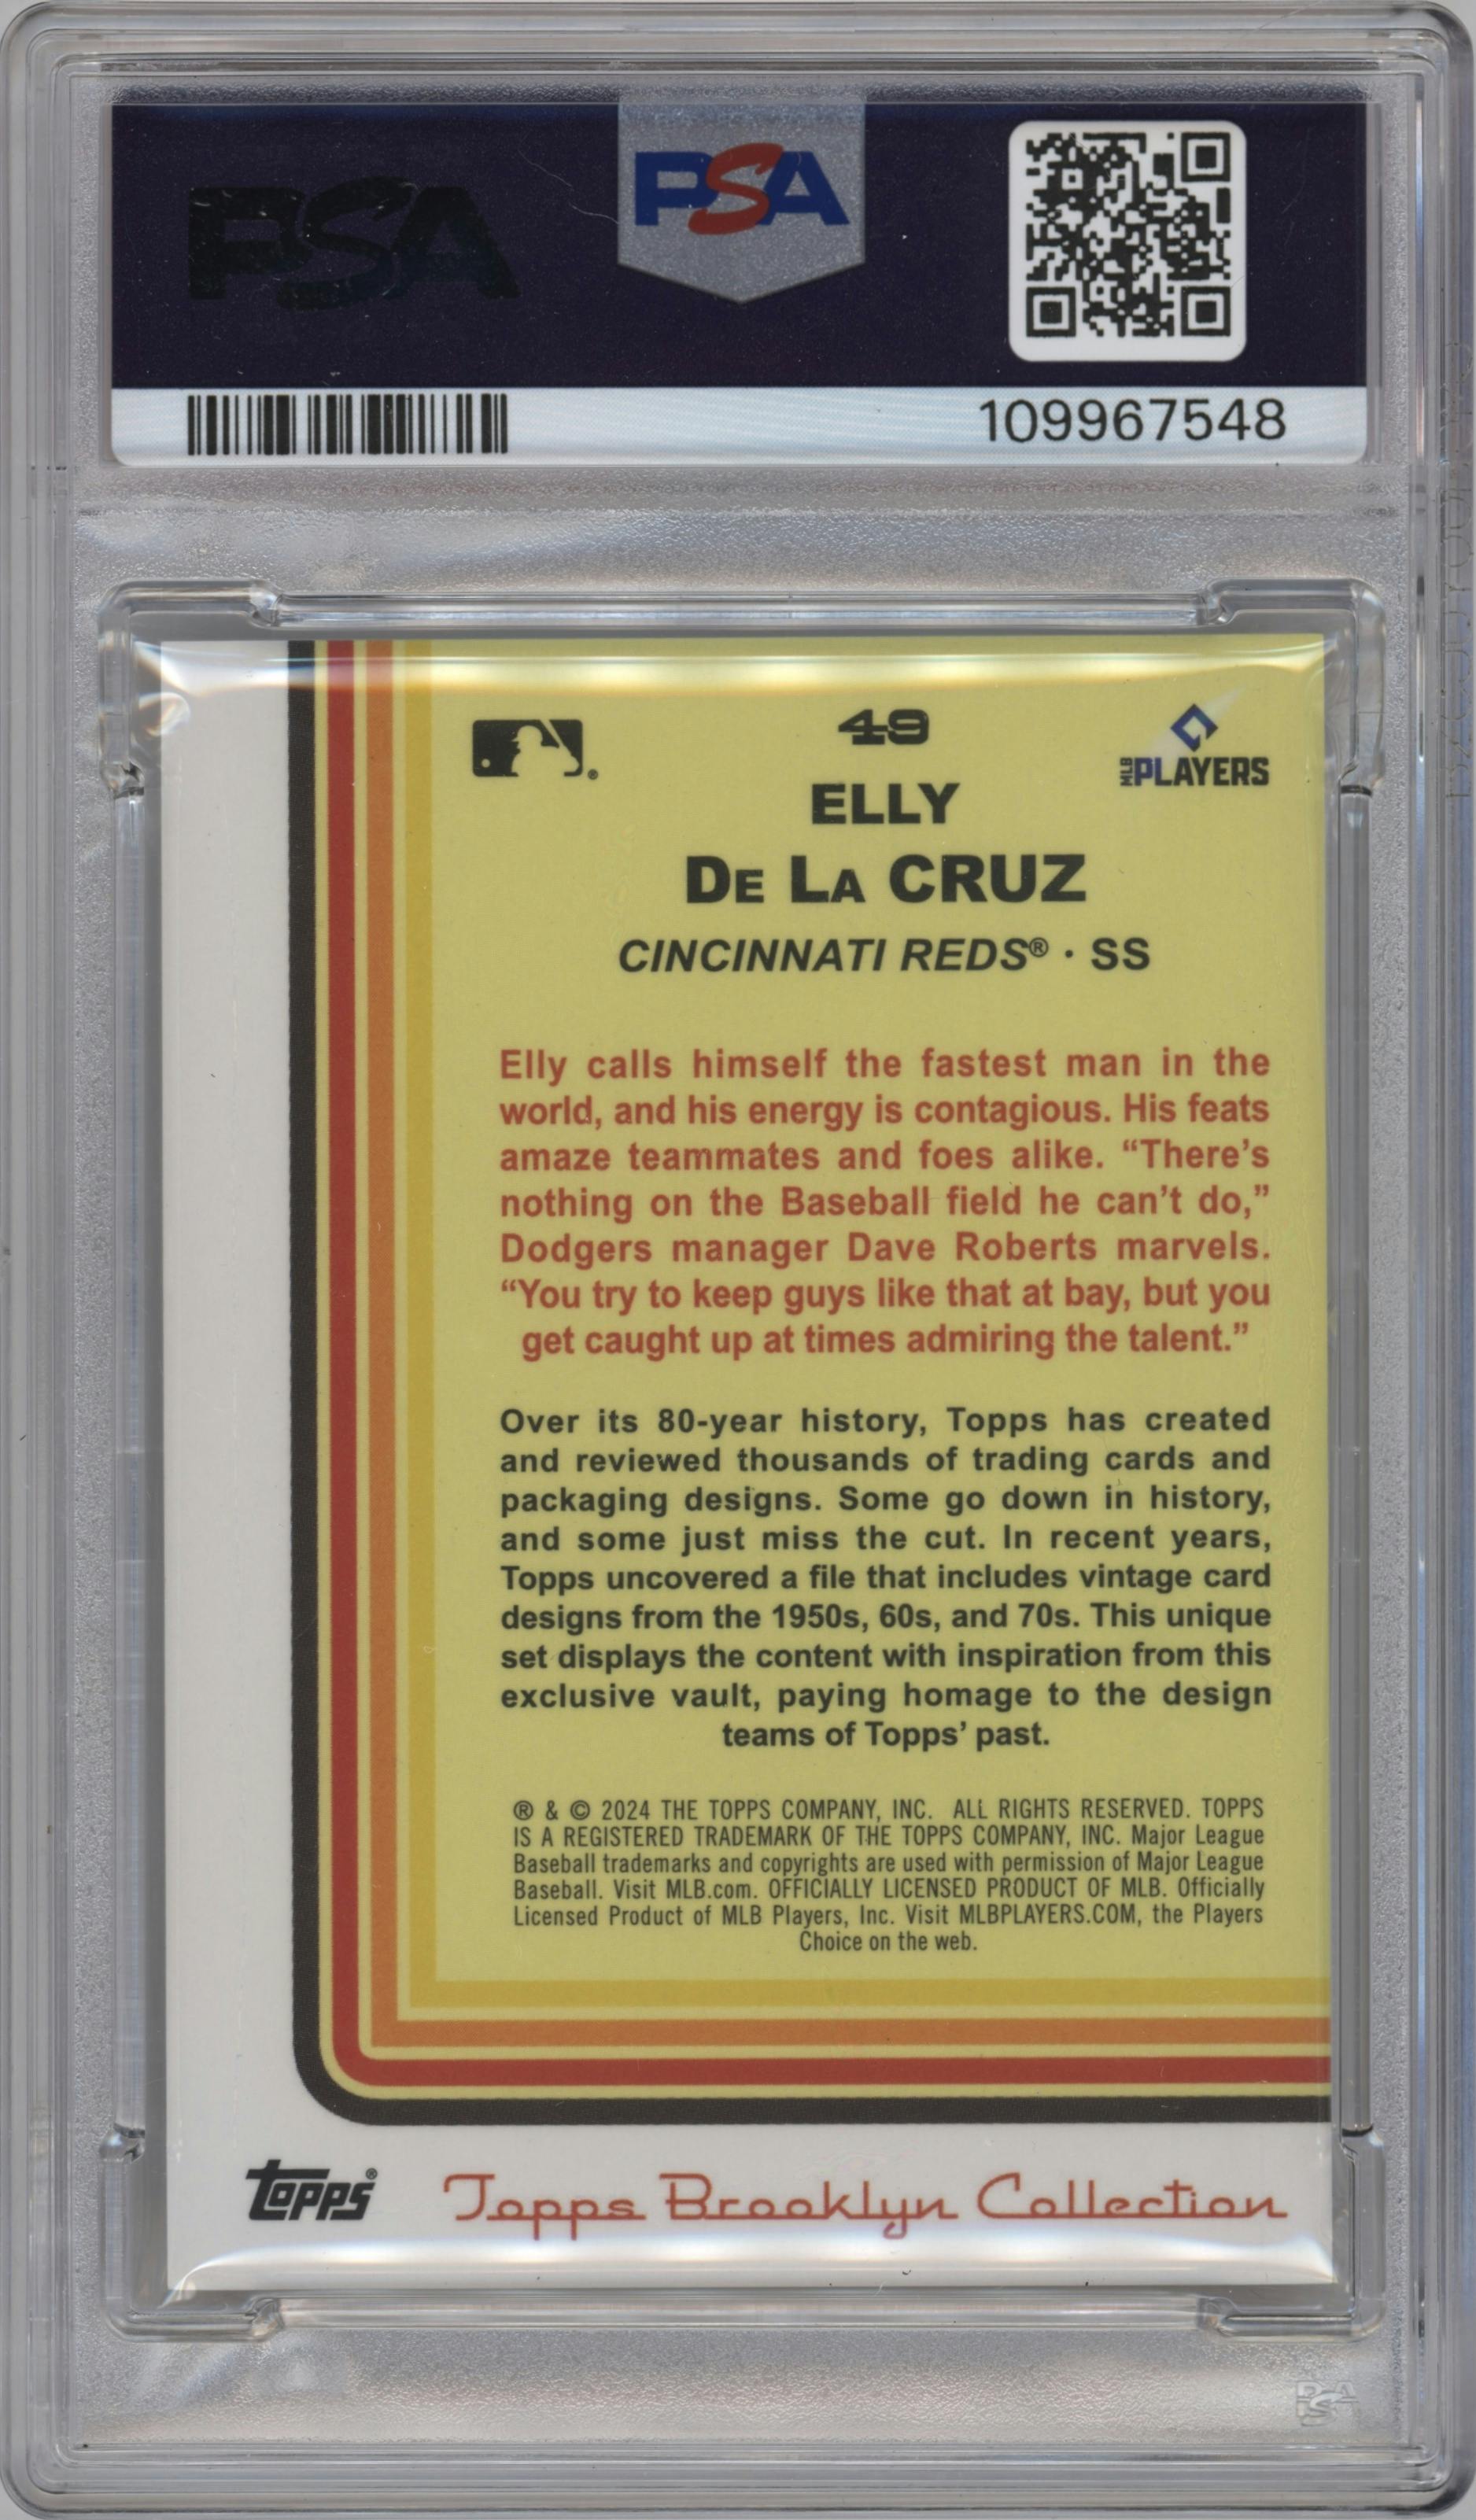 PSA
PSA
109967548
49
ELLY
MLB PLAYERS
DE LA CRUZ
CINCINNATI REDS® · SS
Elly calls himself the fastest man in the
world, and his energy is contagious. His feats
amaze teammates and foes alike. “There’s
nothing on the Baseball field he can’t do,”
Dodgers manager Dave Roberts marvels.
“You try to keep guys like that at bay, but you
get caught up at times admiring the talent.”
Over its 80-year history, Topps has created
and reviewed thousands of trading cards and
packaging designs. Some go down in history,
and some just miss the cut. In recent years,
Topps uncovered a file that includes vintage card
designs from the 1950s, 60s, and 70s. This unique
set displays the content with inspiration from this
exclusive vault, paying homage to the design
teams of Topps’ past.
® & © 2024 THE TOPPS COMPANY, INC. ALL RIGHTS RESERVED. TOPPS
IS A REGISTERED TRADEMARK OF THE TOPPS COMPANY, INC. Major League
Baseball trademarks and copyrights are used with permission of Major League
Baseball. Visit MLB.com. OFFICIALLY LICENSED PRODUCT OF MLB. Officially
Licensed Product of MLB Players, Inc. Visit MLBPLAYERS.COM, the Players
Choice on the web.
Topps® Topps Brooklyn Collection
PSA